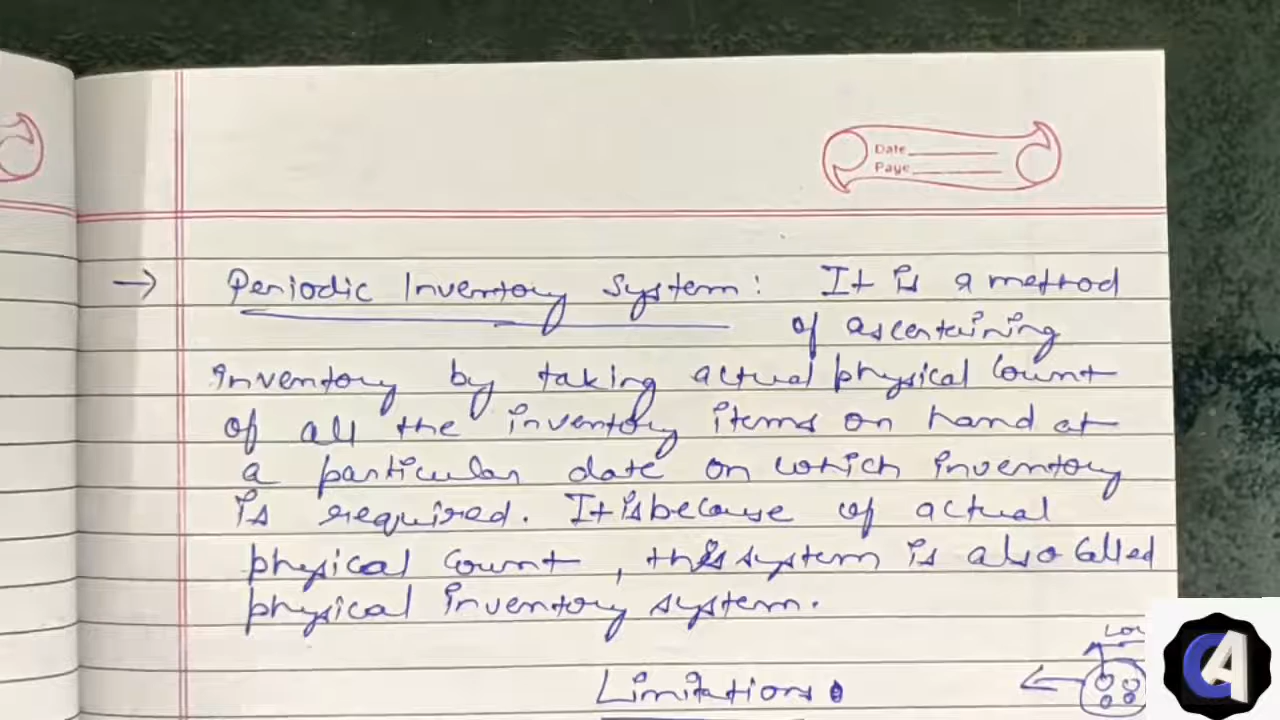 Date
Page
→ Periodic Inventory System: It is a method
of ascertaining
Inventory by taking actual physical Count
of all the inventory items on hand at
a particular date on which inventory
is required. It is because of actual
physical Count, this system is also Called
physical inventory system.
Limitations
CA